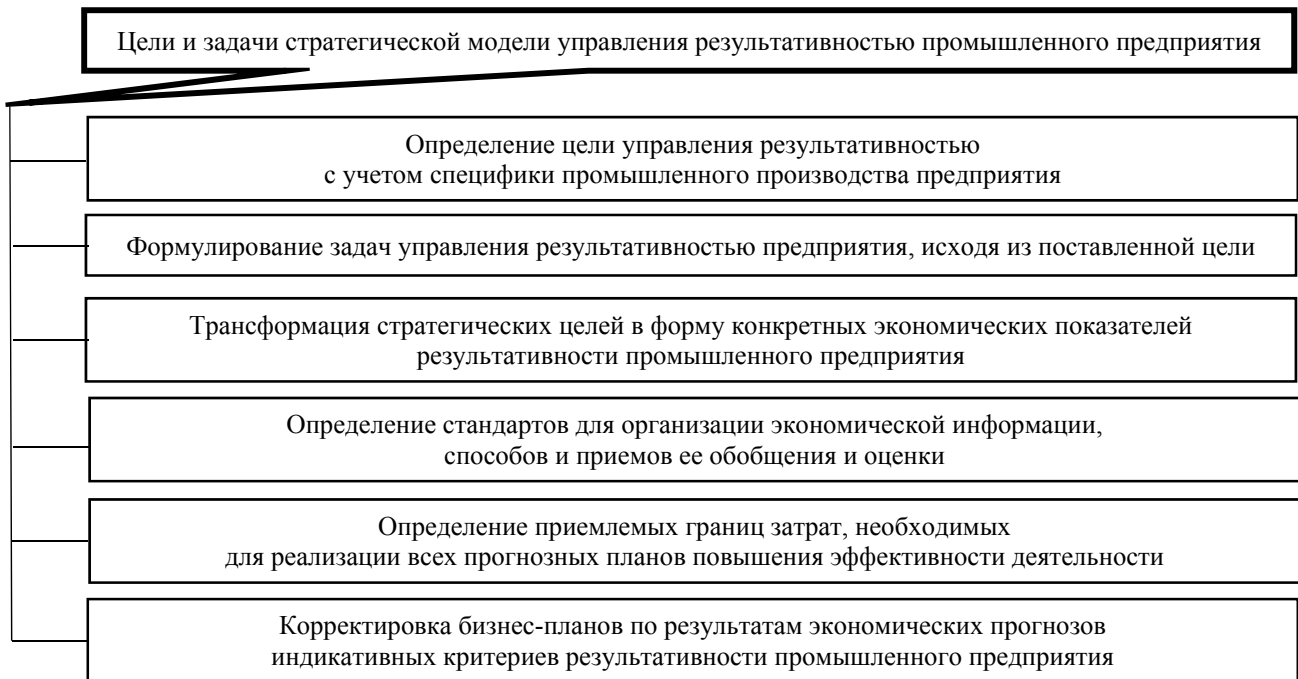 Цели и задачи стратегической модели управления результативностью промышленного предприятия
Определение цели управления результативностью
с учетом специфики промышленного производства предприятия
Формулирование задач управления результативностью предприятия, исходя из поставленной цели
Трансформация стратегических целей в форму конкретных экономических показателей
результативности промышленного предприятия
Определение стандартов для организации экономической информации,
способов и приемов ее обобщения и оценки
Определение приемлемых границ затрат, необходимых
для реализации всех прогнозных планов повышения эффективности деятельности
Корректировка бизнес-планов по результатам экономических прогнозов
индикативных критериев результативности промышленного предприятия